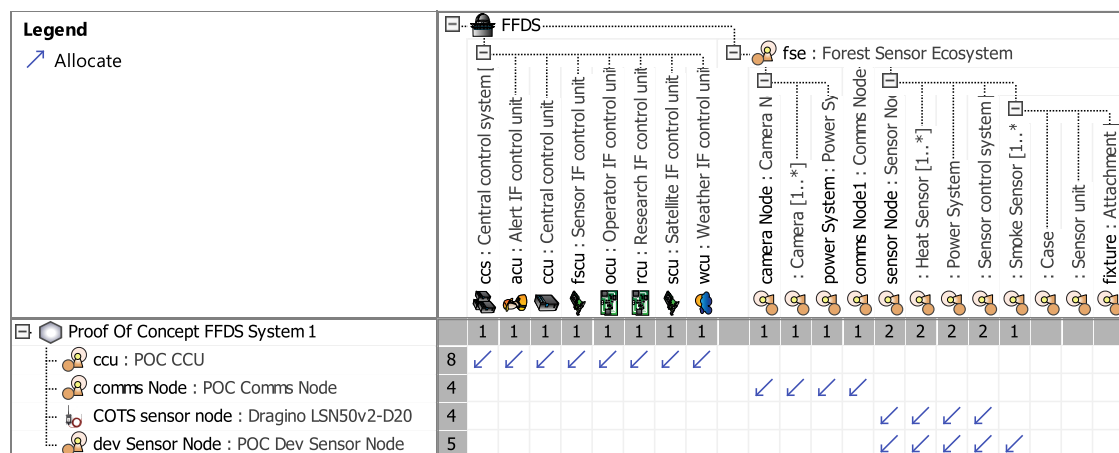 Legend
Allocate
FFDS
fse : Forest Sensor Ecosystem
ccs : Central control system [
acu : Alert IF control unit
ccu : Central control unit
fscu : Sensor IF control unit
ocu : Operator IF control unit
rcu : Research IF control unit
scu : Satellite IF control unit
wcu : Weather IF control unit
camera Node : Camera N
: Camera [1..*]
power System : Power Sy
comms Node1 : Comms Node
sensor Node : Sensor Nod
: Heat Sensor [1..*]
: Power System
: Sensor control system
: Smoke Sensor [1..*
: Case
: Sensor unit
fixture : Attachment
Proof Of Concept FFDS System 1 1 1 1 1 1 1 1 1 1 1 1 1 2 2 2 2 1
ccu : POC CCU 8
comms Node : POC Comms Node 4
COTS sensor node : Dragino LSN50v2-D20 4
dev Sensor Node : POC Dev Sensor Node 5